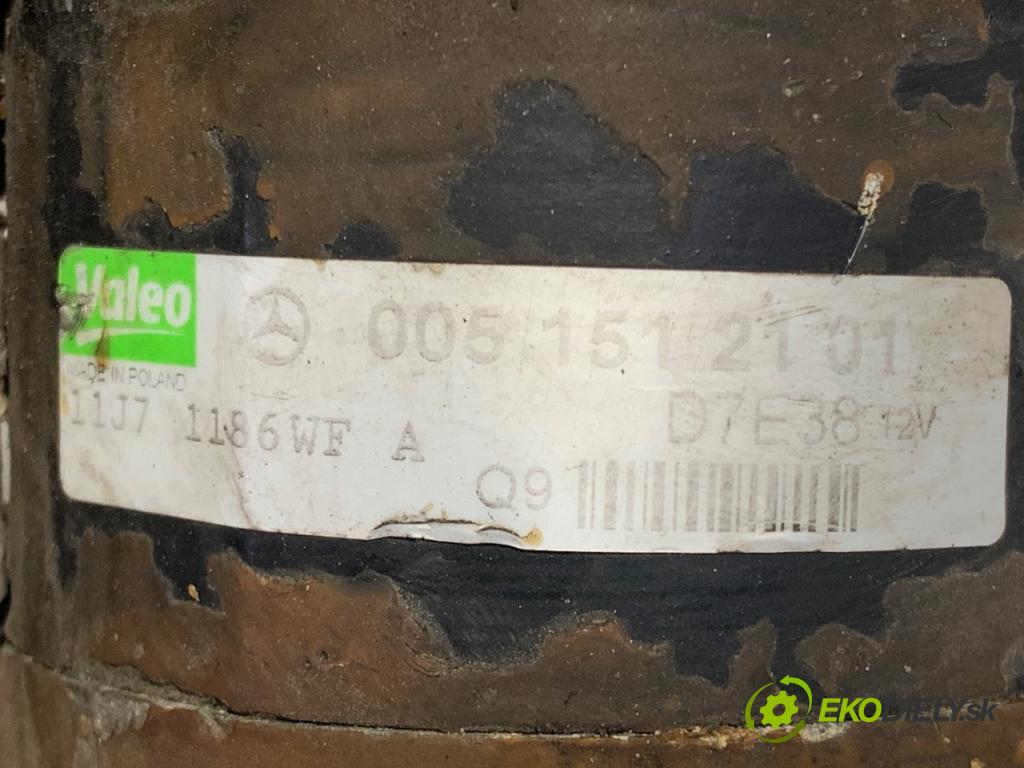 Valeo
005 151 21 01
MADE IN POLAND
D7E38 12V
11J7 1186WF A
Q9
EKODIELY.sk